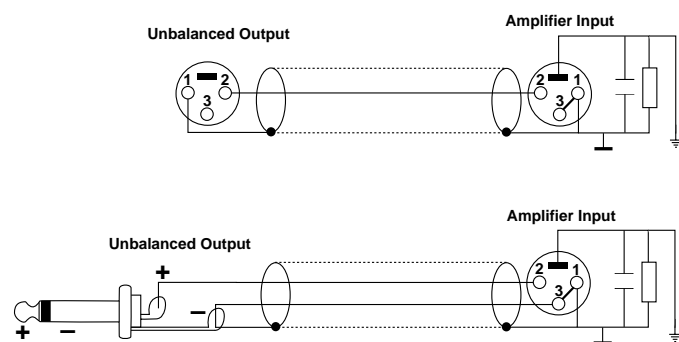 Amplifier Input
Unbalanced Output
1 2 3
2 1 3
Amplifier Input
Unbalanced Output
+
2 1 3
−
+ −